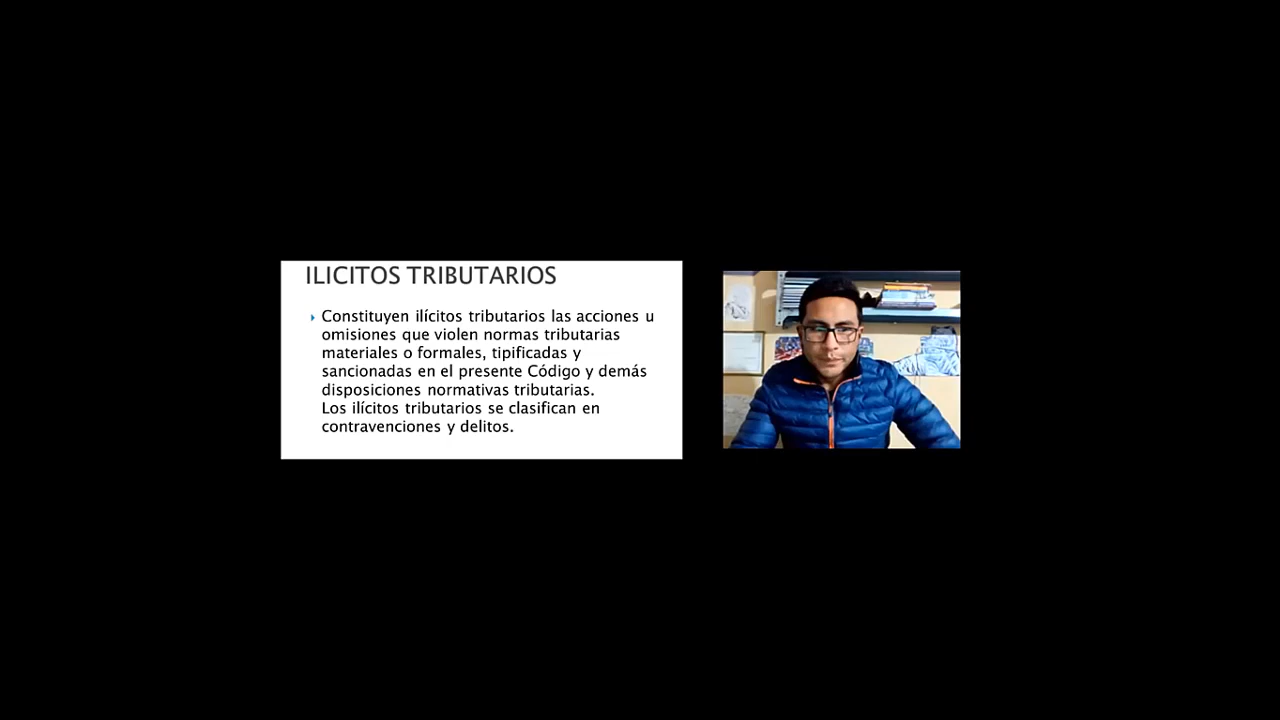 ILICITOS TRIBUTARIOS
Constituyen ilícitos tributarios las acciones u
omisiones que violen normas tributarias
materiales o formales, tipificadas y
sancionadas en el presente Código y demás
disposiciones normativas tributarias.
Los ilícitos tributarios se clasifican en
contravenciones y delitos.